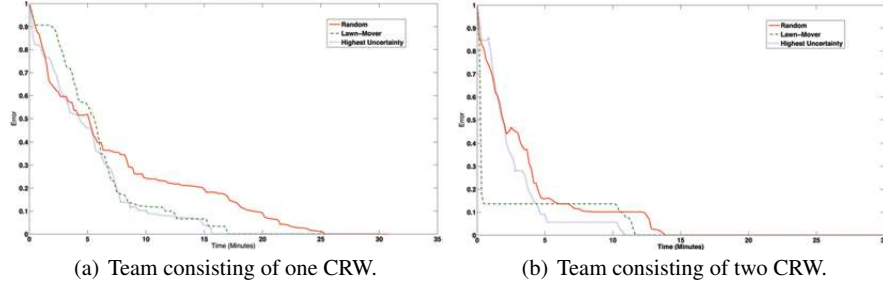 Random
Lawn-Mover
Highest Uncertainty
1
0.9
0.8
0.7
0.6
0.5
0.4
0.3
0.2
0.1
0
Error
0 5 10 15 20 25 30 35
Time (Minutes)
(a) Team consisting of one CRW.
Random
Lawn-Mover
Highest Uncertainty
1
0.9
0.8
0.7
0.6
0.5
0.4
0.3
0.2
0.1
0
Error
0 5 10 15 20 25 30
Time (Minutes)
(b) Team consisting of two CRW.